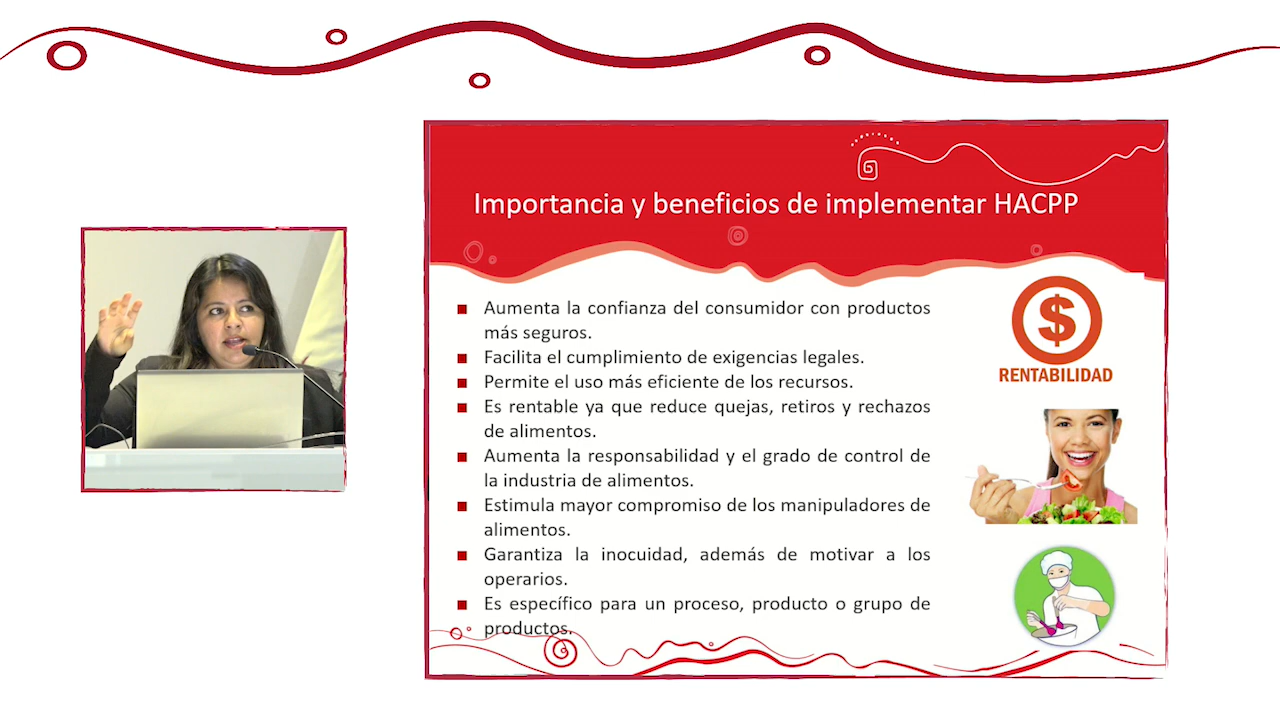 Importancia y beneficios de implementar HACPP
■ Aumenta la confianza del consumidor con productos
más seguros.
■ Facilita el cumplimiento de exigencias legales.
■ Permite el uso más eficiente de los recursos.
■ Es rentable ya que reduce quejas, retiros y rechazos
de alimentos.
■ Aumenta la responsabilidad y el grado de control de
la industria de alimentos.
■ Estimula mayor compromiso de los manipuladores de
alimentos.
■ Garantiza la inocuidad, además de motivar a los
operarios.
■ Es específico para un proceso, producto o grupo de
productos.
$
RENTABILIDAD